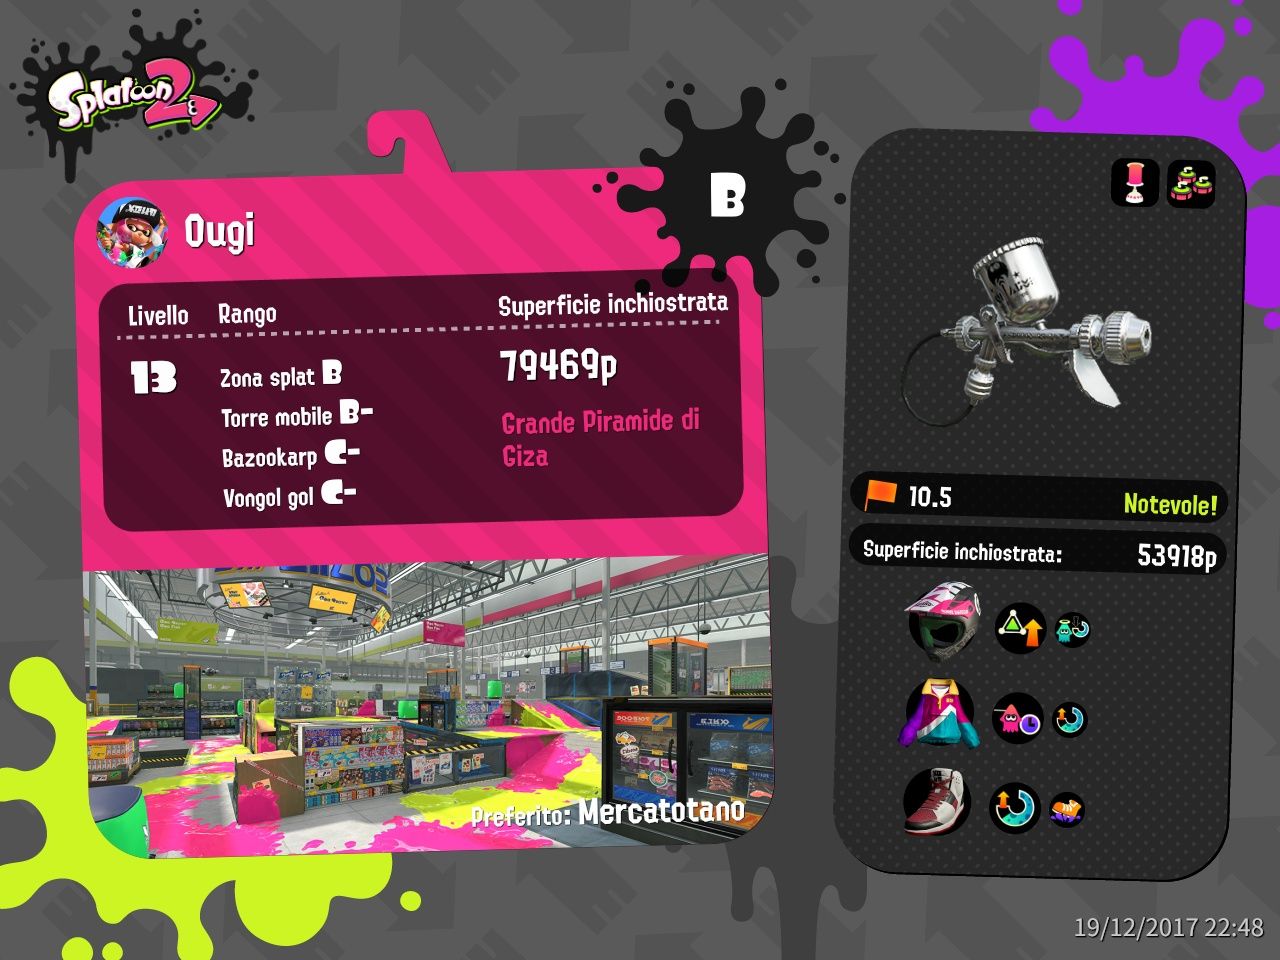 Splatoon 2
B
Ougi
Livello Rango Superficie inchiostrata
13
Zona splat B
Torre mobile B-
Bazookarp C-
Vongol gol C-
79469p
Grande Piramide di
Giza
Preferito: Mercatotano
10.5 Notevole!
Superficie inchiostrata: 53918p
19/12/2017 22:48